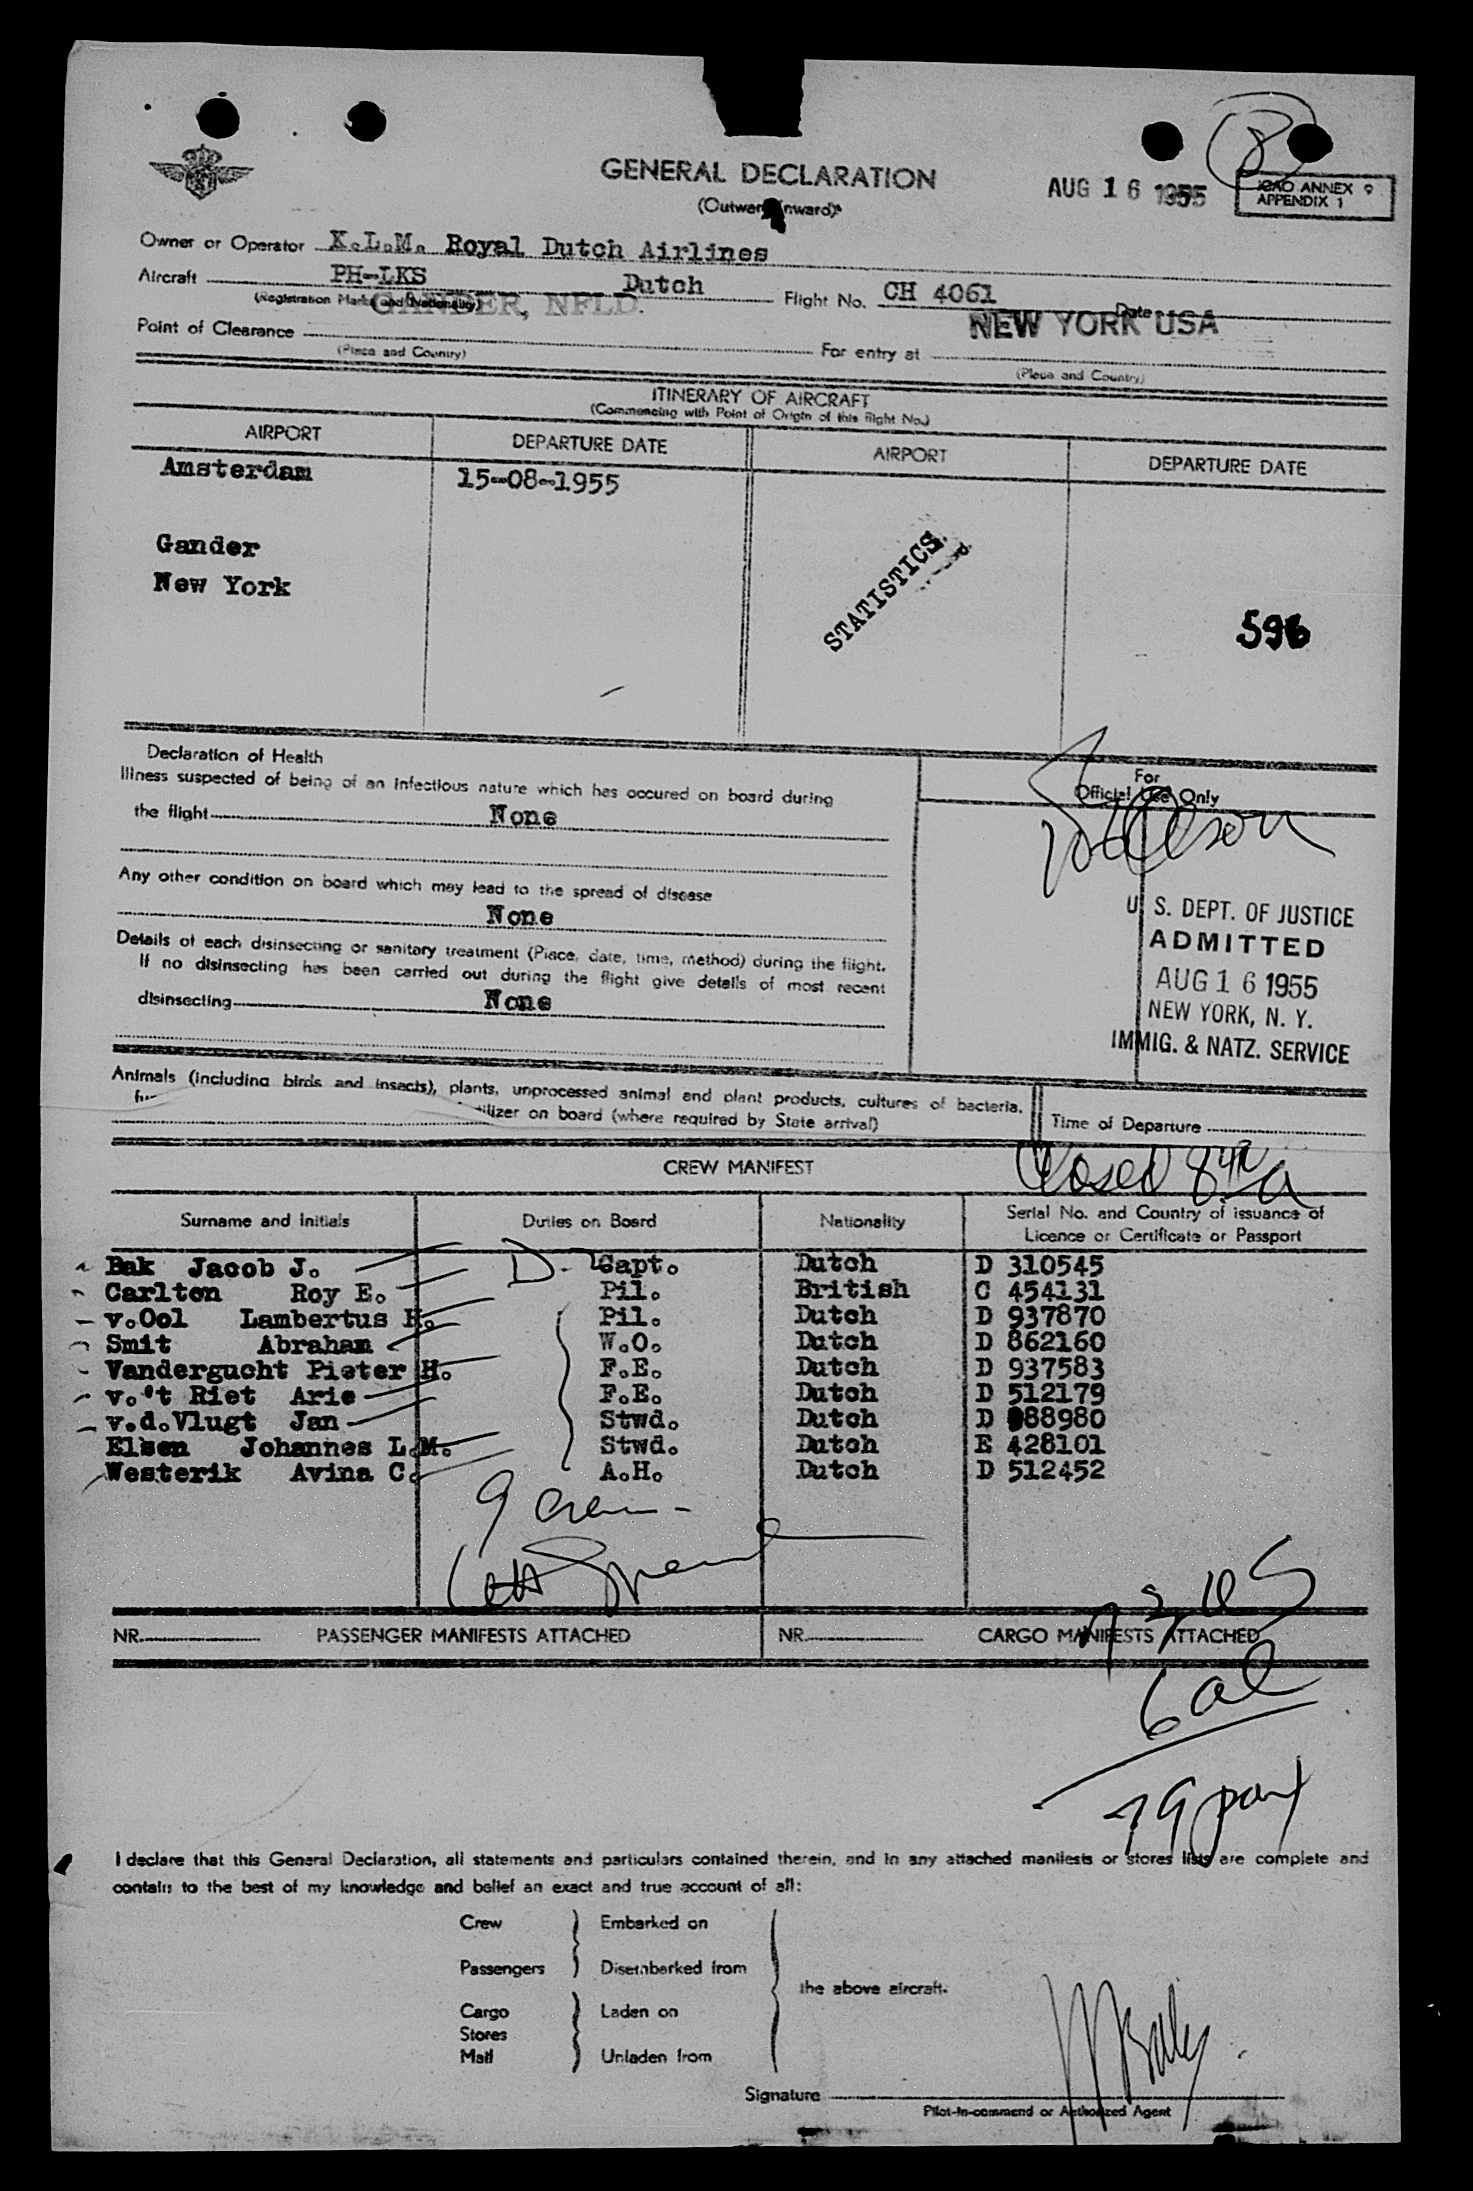 8
GENERAL DECLARATION
AUG 16 1955
ICAO ANNEX 9
APPENDIX 1
(Outward/Inward)*
Owner or Operator K.L.M. Royal Dutch Airlines
Aircraft PH-LKS Dutch Flight No. CH 4061 Date
(Registration Marks and Nationality)
GANDER, NFLD. NEW YORK USA
Point of Clearance For entry at
(Place and Country) (Place and Country)
ITINERARY OF AIRCRAFT
(Commencing with Point of Origin of this flight No.)
AIRPORT DEPARTURE DATE AIRPORT DEPARTURE DATE
Amsterdam 15-08-1955
Gander
New York
STATISTICS.
596
Declaration of Health
Illness suspected of being of an infectious nature which has occured on board during
the flight None
For
Official Use Only
Any other condition on board which may lead to the spread of disease
None
Details of each disinsecting or sanitary treatment (Place, date, time, method) during the flight.
If no disinsecting has been carried out during the flight give details of most recent
disinsecting None
U. S. DEPT. OF JUSTICE
ADMITTED
AUG 16 1955
NEW YORK, N. Y.
IMMIG. & NATZ. SERVICE
Animals (including birds and insects), plants, unprocessed animal and plant products, cultures of bacteria,
on board (where required by State arrival)
Time of Departure
CREW MANIFEST
Closed
Surname and Initials Duties on Board Nationality Serial No. and Country of issuance of
Licence or Certificate or Passport
Bak Jacob J. Capt. Dutch D 310545
Carlton Roy E. Pil. British C 454131
v.Ool Lambertus H. Pil. Dutch D 937870
Smit Abraham W.O. Dutch D 862160
Vandergucht Pieter H. F.E. Dutch D 937583
v.'t Riet Arie F.E. Dutch D 512179
v.d.Vlugt Jan Stwd. Dutch D 88980
Elsen Johannes L.M. Stwd. Dutch E 428101
Westerik Avina C. A.H. Dutch D 512452
9 crew -
NR. PASSENGER MANIFESTS ATTACHED NR. CARGO MANIFESTS ATTACHED
6 al
79 pax
I declare that this General Declaration, all statements and particulars contained therein, and in any attached manifests or stores lists are complete and
contain to the best of my knowledge and belief an exact and true account of all:
Crew Embarked on
Passengers Disembarked from
the above aircraft.
Cargo Laden on
Stores
Mail Unladen from
Signature
Pilot-in-command or Authorized Agent